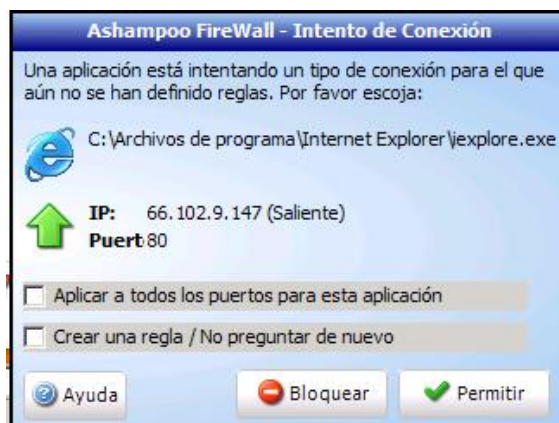 Ashampoo FireWall - Intento de Conexión
Una aplicación está intentando un tipo de conexión para el que
aún no se han definido reglas. Por favor escoja:
C:\Archivos de programa\Internet Explorer\iexplore.exe
IP: 66.102.9.147 (Saliente)
Puert 80
Aplicar a todos los puertos para esta aplicación
Crear una regla / No preguntar de nuevo
Ayuda Bloquear Permitir